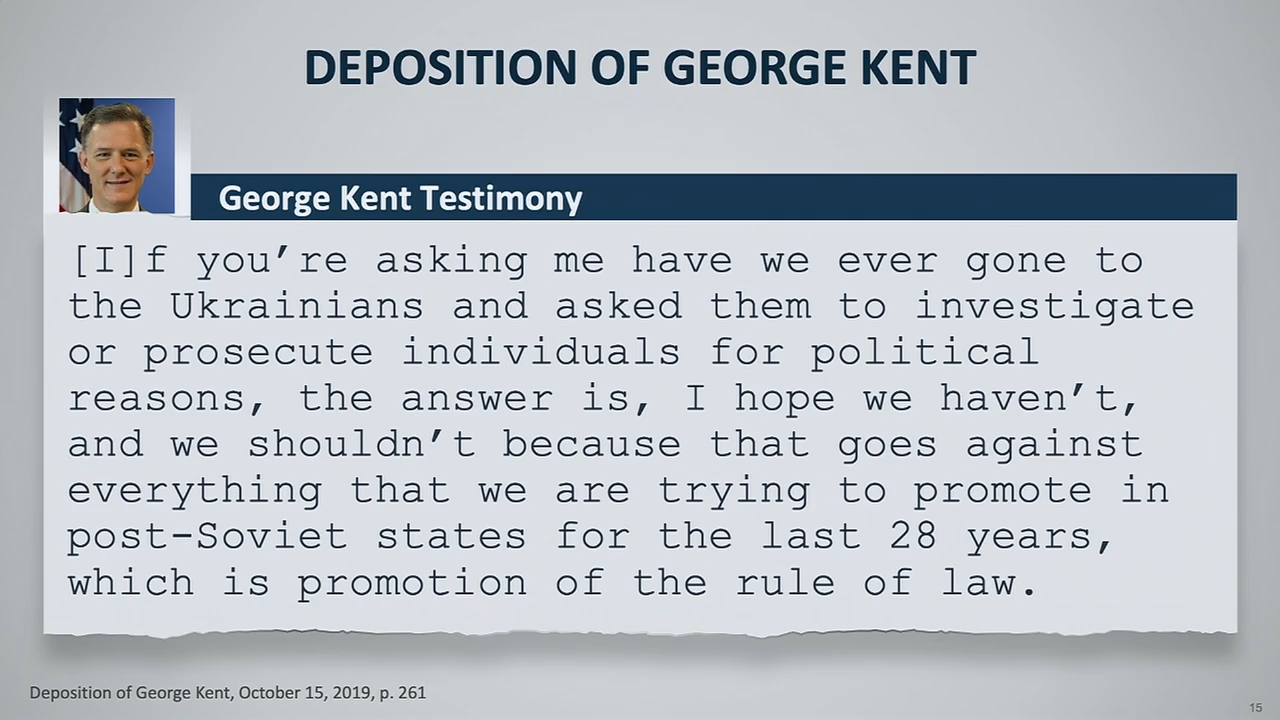 DEPOSITION OF GEORGE KENT
George Kent Testimony
[I]f you’re asking me have we ever gone to
the Ukrainians and asked them to investigate
or prosecute individuals for political
reasons, the answer is, I hope we haven’t,
and we shouldn’t because that goes against
everything that we are trying to promote in
post-Soviet states for the last 28 years,
which is promotion of the rule of law.
Deposition of George Kent, October 15, 2019, p. 261
15